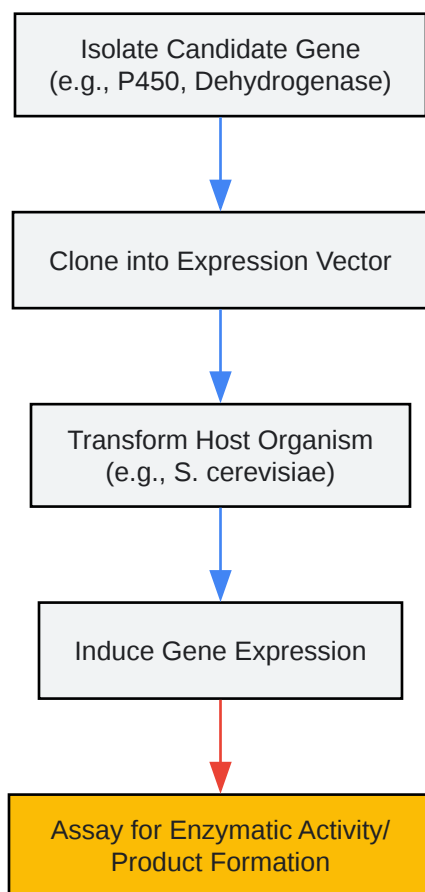 Isolate Candidate Gene
(e.g., P450, Dehydrogenase)
Clone into Expression Vector
Transform Host Organism
(e.g., S. cerevisiae)
Induce Gene Expression
Assay for Enzymatic Activity/
Product Formation